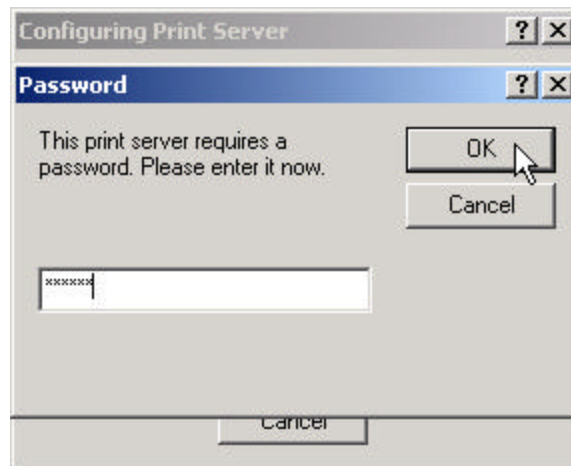 Configuring Print Server
Password
This print server requires a
password. Please enter it now.
OK
Cancel
******
Cancel